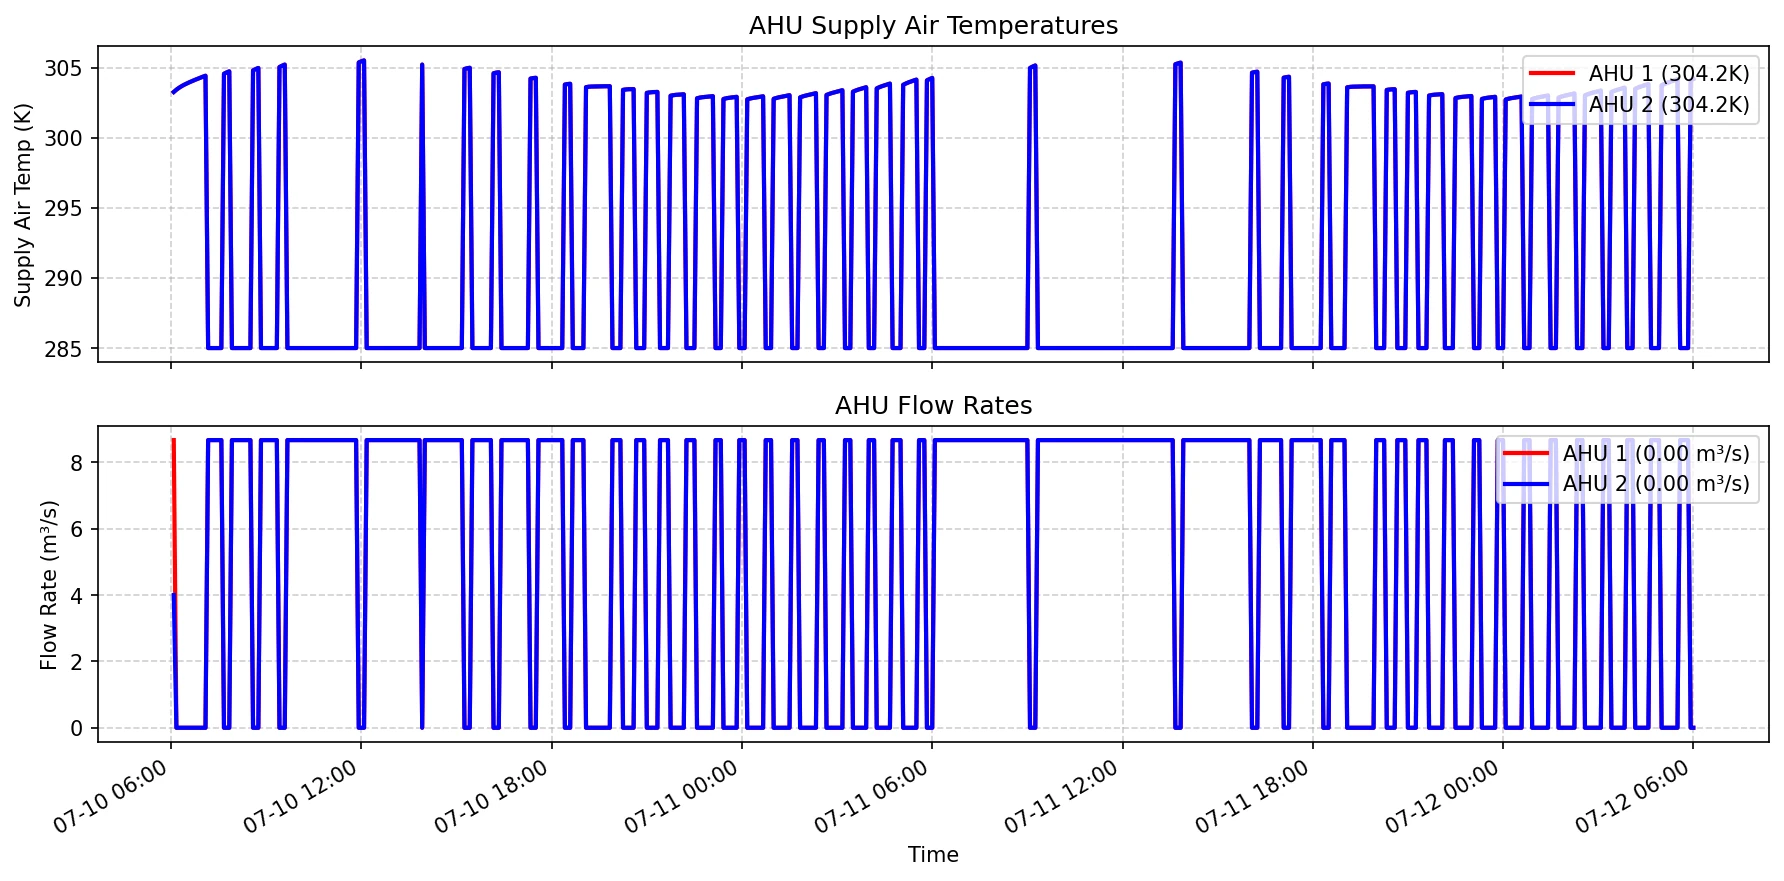 AHU Supply Air Temperatures
Supply Air Temp (K)
305
300
295
290
285
AHU 1 (304.2K)
AHU 2 (304.2K)
AHU Flow Rates
Flow Rate (m³/s)
8
6
4
2
0
AHU 1 (0.00 m³/s)
AHU 2 (0.00 m³/s)
07-10 06:00
07-10 12:00
07-10 18:00
07-11 00:00
07-11 06:00
07-11 12:00
07-11 18:00
07-12 00:00
07-12 06:00
Time